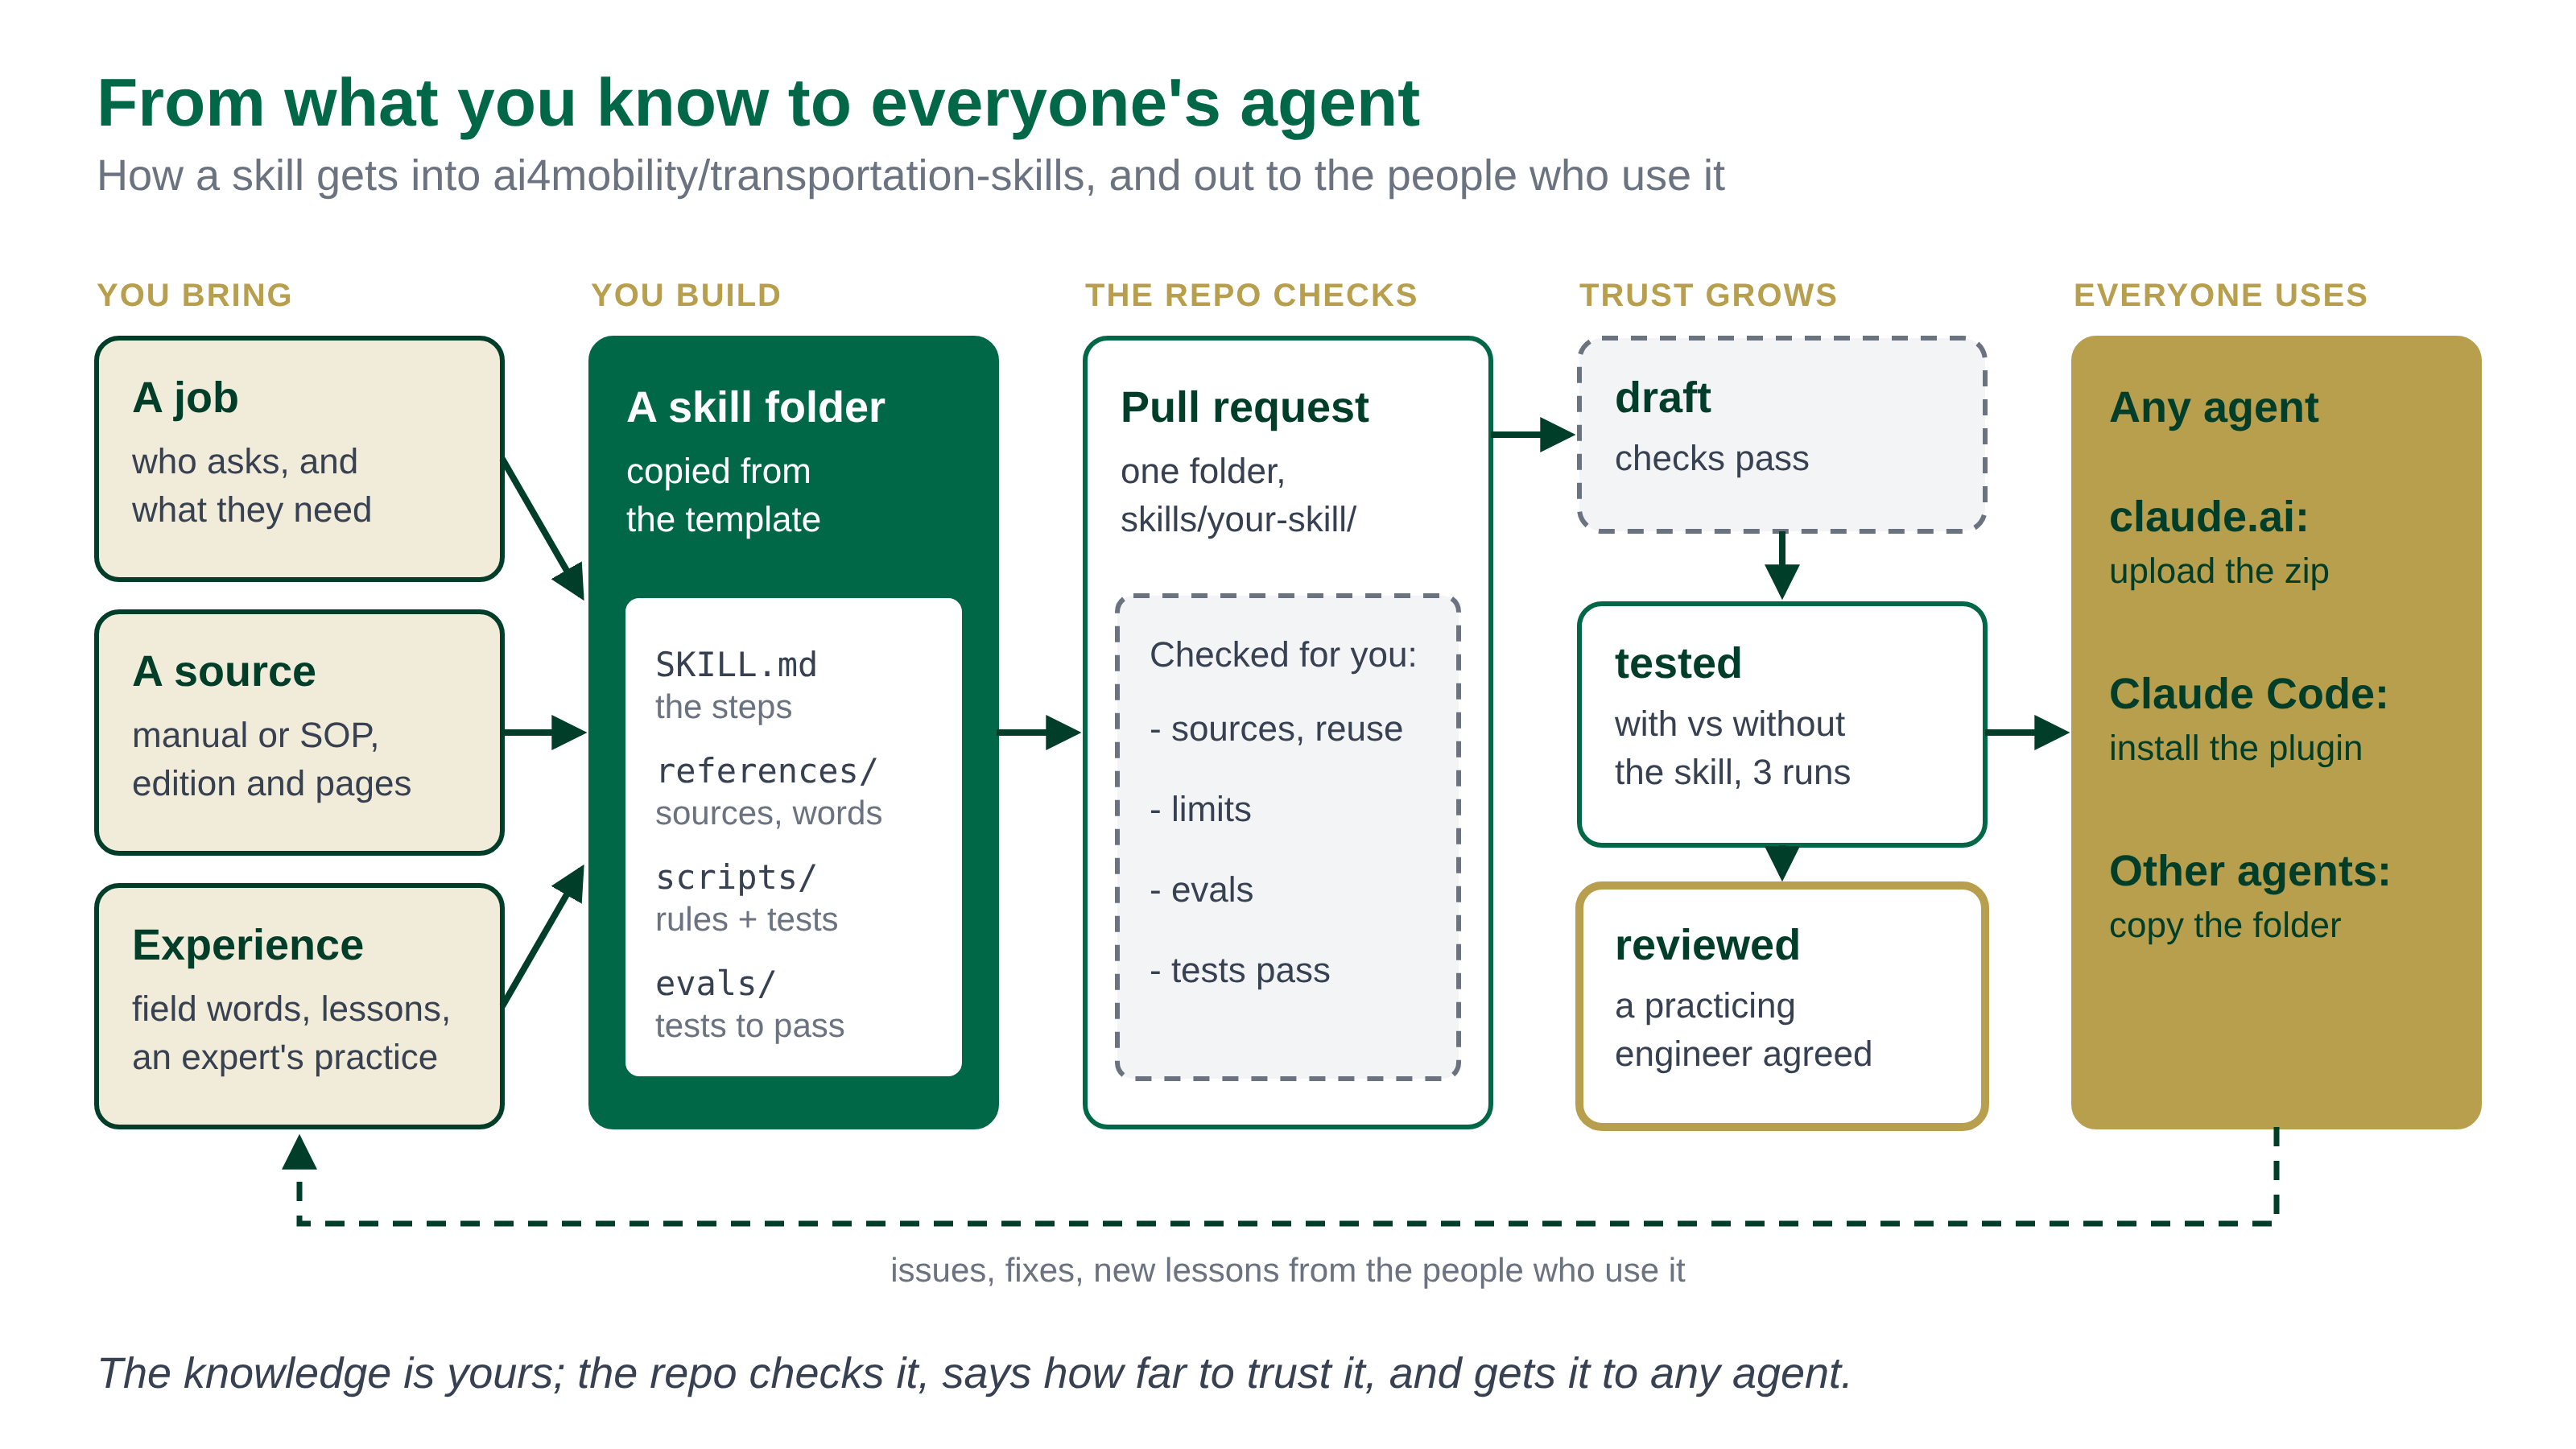 From what you know to everyone's agent
How a skill gets into ai4mobility/transportation-skills, and out to the people who use it
YOU BRING
A job
who asks, and
what they need
A source
manual or SOP,
edition and pages
Experience
field words, lessons,
an expert's practice
YOU BUILD
A skill folder
copied from
the template
SKILL.md
the steps
references/
sources, words
scripts/
rules + tests
evals/
tests to pass
THE REPO CHECKS
Pull request
one folder,
skills/your-skill/
Checked for you:
- sources, reuse
- limits
- evals
- tests pass
TRUST GROWS
draft
checks pass
tested
with vs without
the skill, 3 runs
reviewed
a practicing
engineer agreed
EVERYONE USES
Any agent
claude.ai:
upload the zip
Claude Code:
install the plugin
Other agents:
copy the folder
issues, fixes, new lessons from the people who use it
The knowledge is yours; the repo checks it, says how far to trust it, and gets it to any agent.